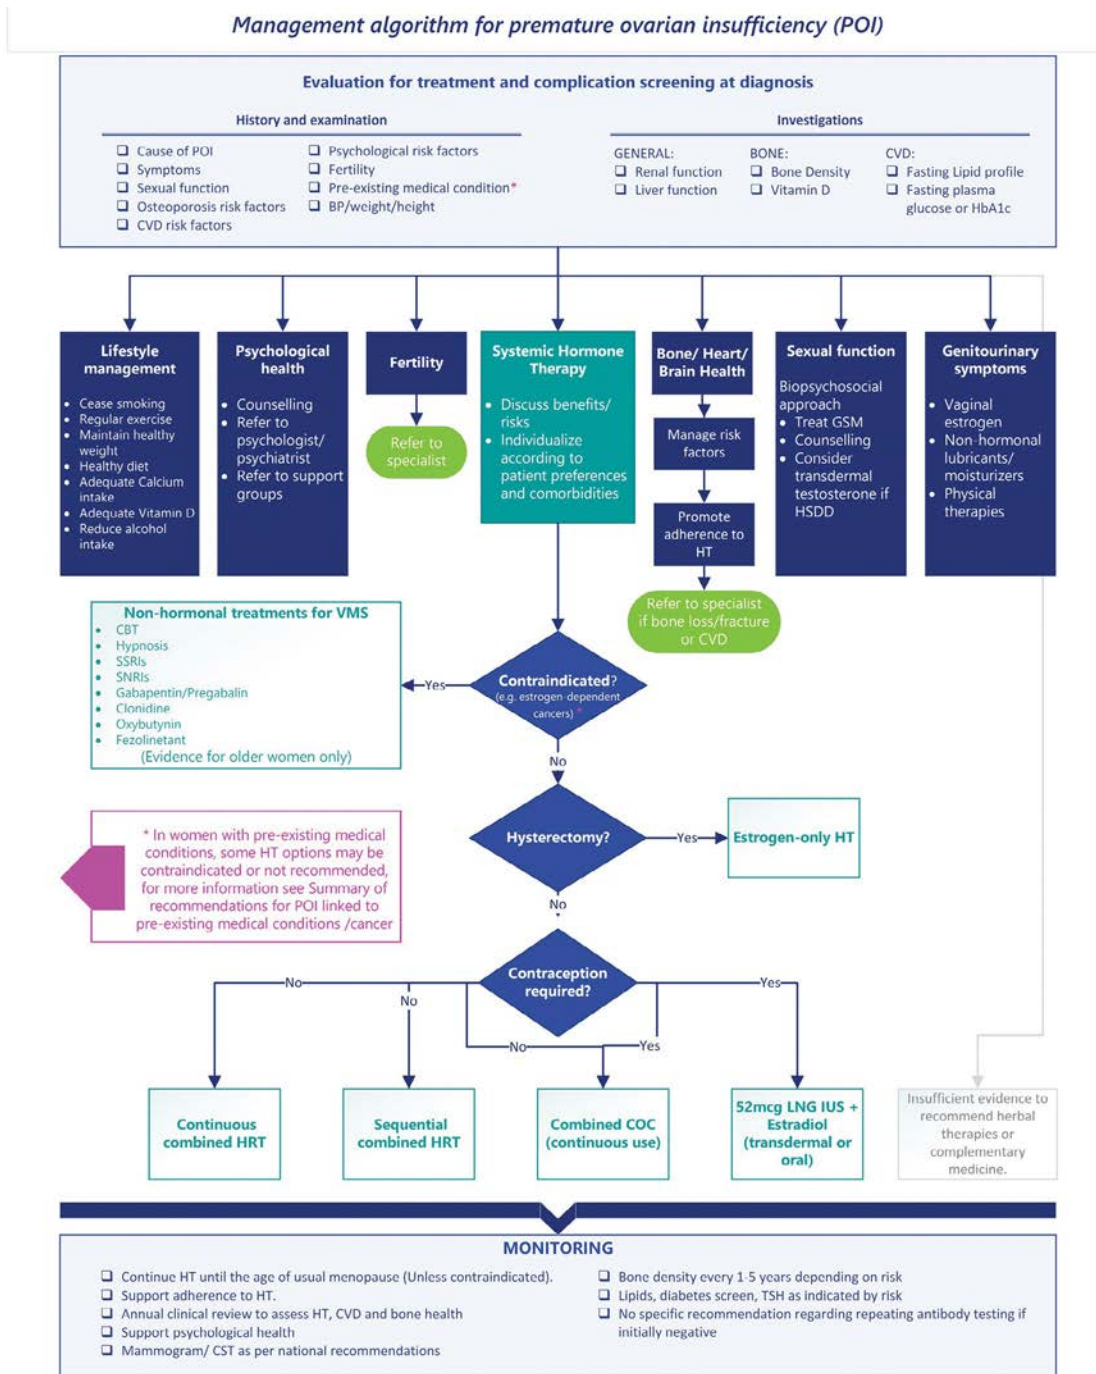 Management algorithm for premature ovarian insufficiency (POI)
Evaluation for treatment and complication screening at diagnosis
History and examination
❑ Cause of POI
❑ Symptoms
❑ Sexual function
❑ Osteoporosis risk factors
❑ CVD risk factors
❑ Psychological risk factors
❑ Fertility
❑ Pre-existing medical condition*
❑ BP/weight/height
Investigations
GENERAL:
❑ Renal function
❑ Liver function
BONE:
❑ Bone Density
❑ Vitamin D
CVD:
❑ Fasting Lipid profile
❑ Fasting plasma
glucose or HbA1c
Lifestyle
management
• Cease smoking
• Regular exercise
• Maintain healthy
weight
• Healthy diet
• Adequate Calcium
intake
• Adequate Vitamin D
• Reduce alcohol
intake
Psychological
health
• Counselling
• Refer to
psychologist/
psychiatrist
• Refer to support
groups
Fertility
Refer to
specialist
Systemic Hormone
Therapy
• Discuss benefits/
risks
• Individualize
according to
patient preferences
and comorbidities
Bone/ Heart/
Brain Health
Manage risk
factors
Promote
adherence to
HT
Refer to specialist
if bone loss/fracture
or CVD
Sexual function
Biopsychosocial
approach
• Treat GSM
• Counselling
• Consider
transdermal
testosterone if
HSDD
Genitourinary
symptoms
• Vaginal
estrogen
• Non-hormonal
lubricants/
moisturizers
• Physical
therapies
Non-hormonal treatments for VMS
• CBT
• Hypnosis
• SSRIs
• SNRIs
• Gabapentin/Pregabalin
• Clonidine
• Oxybutynin
• Fezolinetant
(Evidence for older women only)
Yes
Contraindicated?
(e.g. estrogen-dependent
cancers) *
No
Hysterectomy?
Yes
Estrogen-only HT
* In women with pre-existing medical
conditions, some HT options may be
contraindicated or not recommended,
for more information see Summary of
recommendations for POI linked to
pre-existing medical conditions /cancer
No
Contraception
required?
No
No
No
Yes
Yes
Continuous
combined HRT
Sequential
combined HRT
Combined COC
(continuous use)
52mcg LNG IUS +
Estradiol
(transdermal or
oral)
Insufficient evidence to
recommend herbal
therapies or
complementary
medicine.
MONITORING
❑ Continue HT until the age of usual menopause (Unless contraindicated).
❑ Support adherence to HT.
❑ Annual clinical review to assess HT, CVD and bone health
❑ Support psychological health
❑ Mammogram/ CST as per national recommendations
❑ Bone density every 1-5 years depending on risk
❑ Lipids, diabetes screen, TSH as indicated by risk
❑ No specific recommendation regarding repeating antibody testing if
initially negative